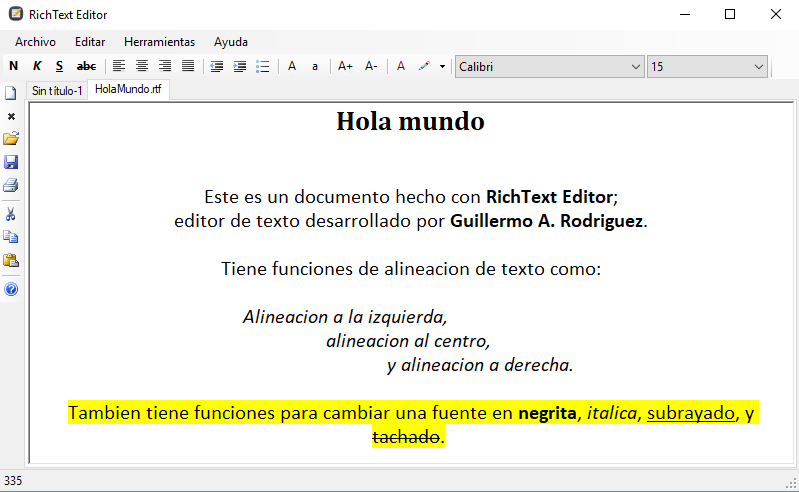 RichText Editor
Archivo Editar Herramientas Ayuda
N K S abc A a A+ A- A Calibri 15
Sin título-1 HolaMundo.rtf
Hola mundo
Este es un documento hecho con RichText Editor;
editor de texto desarrollado por Guillermo A. Rodriguez.
Tiene funciones de alineacion de texto como:
Alineacion a la izquierda,
alineacion al centro,
y alineacion a derecha.
Tambien tiene funciones para cambiar una fuente en negrita, italica, subrayado, y
tachado.
335